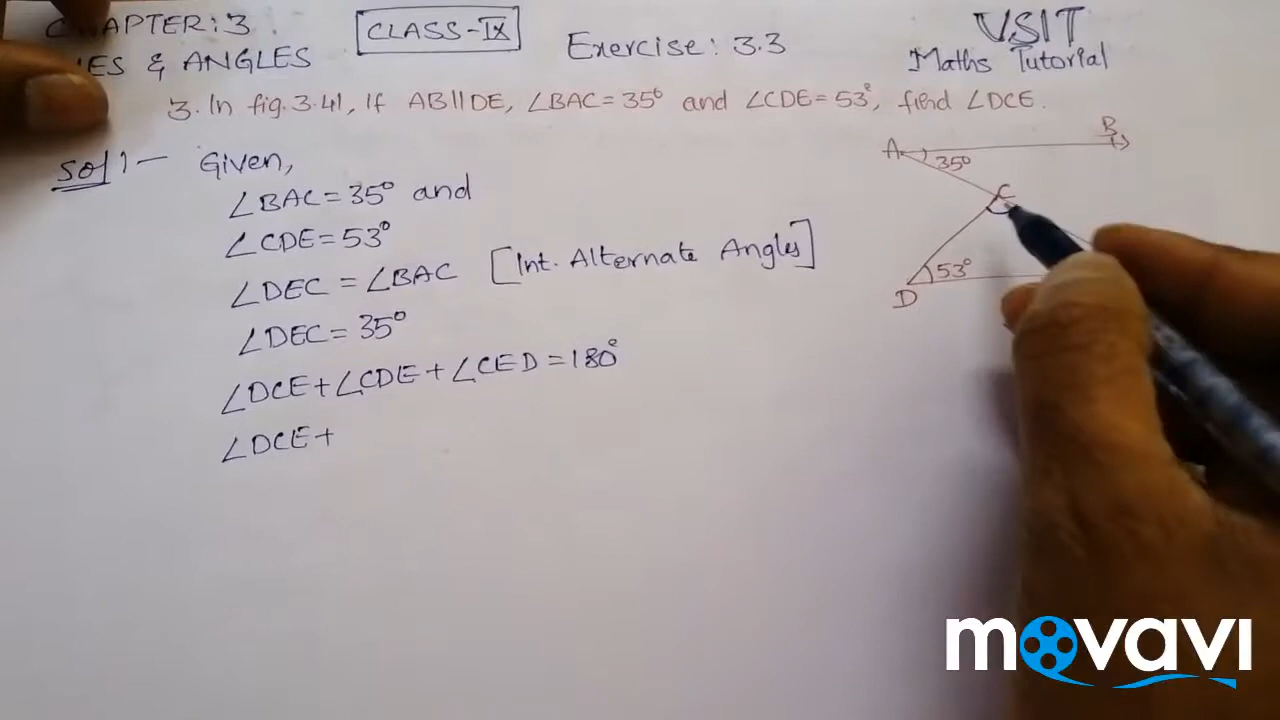 CHAPTER: 3
CLASS-IX
Exercise: 3.3
VSIT
& ANGLES
Maths Tutorial
3. In fig. 3.41, If AB||DE, ∠BAC = 35° and ∠CDE = 53°, find ∠DCE.
Sol:- Given,
∠BAC = 35° and
∠CDE = 53°
∠DEC = ∠BAC [Int. Alternate Angles]
∠DEC = 35°
∠DCE + ∠CDE + ∠CED = 180°
∠DCE +
A
B
35°
C
53°
D
movavi